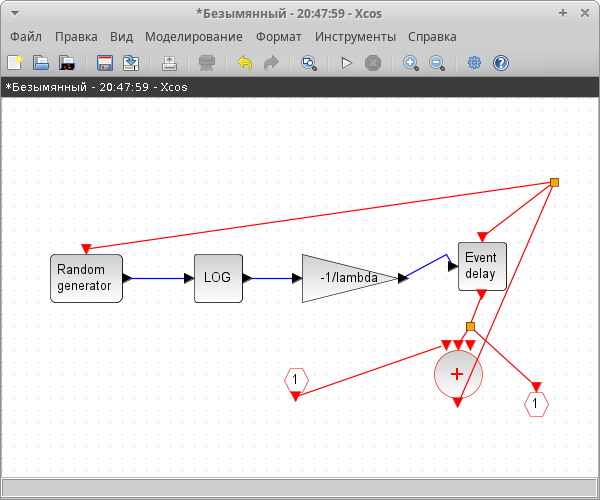 *Безымянный - 20:47:59 - Xcos
Файл Правка Вид Моделирование Формат Инструменты Справка
*Безымянный - 20:47:59 - Xcos
Random
generator
LOG
-1/lambda
Event
delay
1
+
1